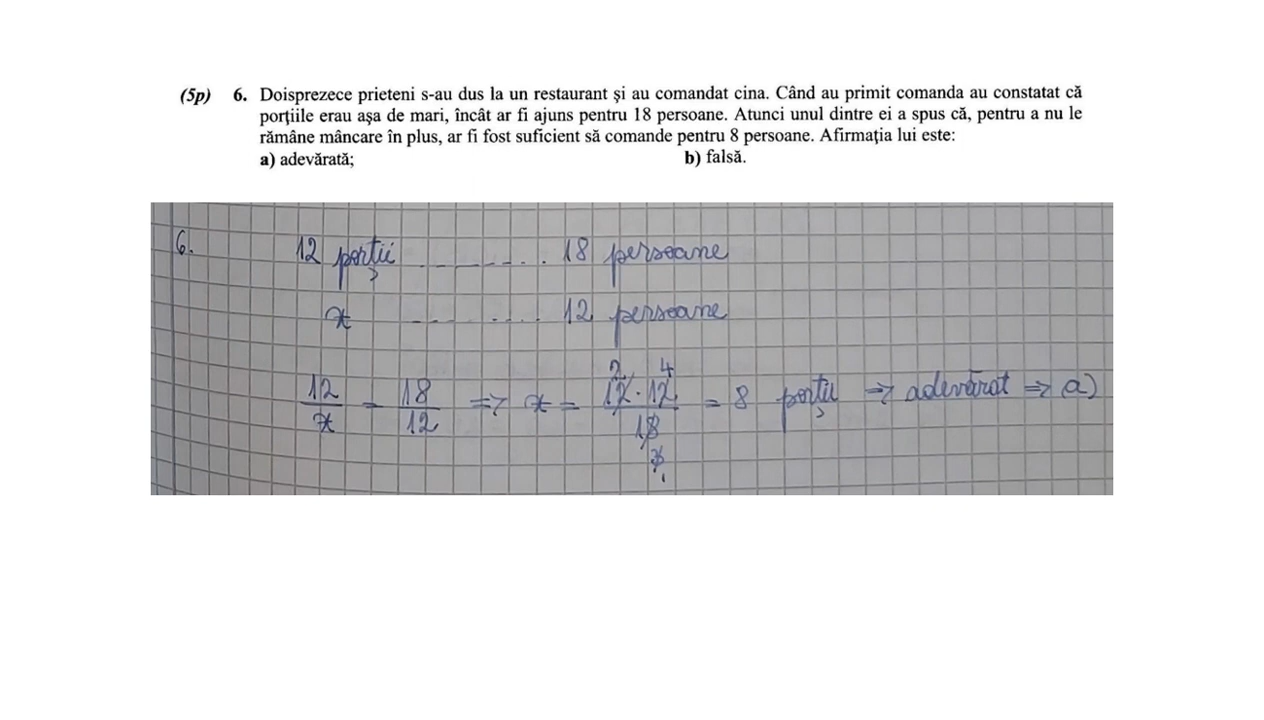 (5p) 6. Doisprezece prieteni s-au dus la un restaurant şi au comandat cina. Când au primit comanda au constatat că
porţiile erau aşa de mari, încât ar fi ajuns pentru 18 persoane. Atunci unul dintre ei a spus că, pentru a nu le
rămâne mâncare în plus, ar fi fost suficient să comande pentru 8 persoane. Afirmaţia lui este:
a) adevărată; b) falsă.
6. 12 porții ........ 18 persoane
x ........ 12 persoane
12/x = 18/12 => x = 12·12/18 = 8 porții => adevărat => a)